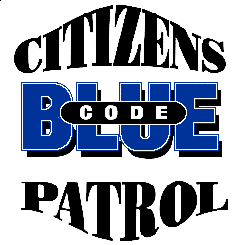 CITIZENS
BLUE
CODE
PATROL